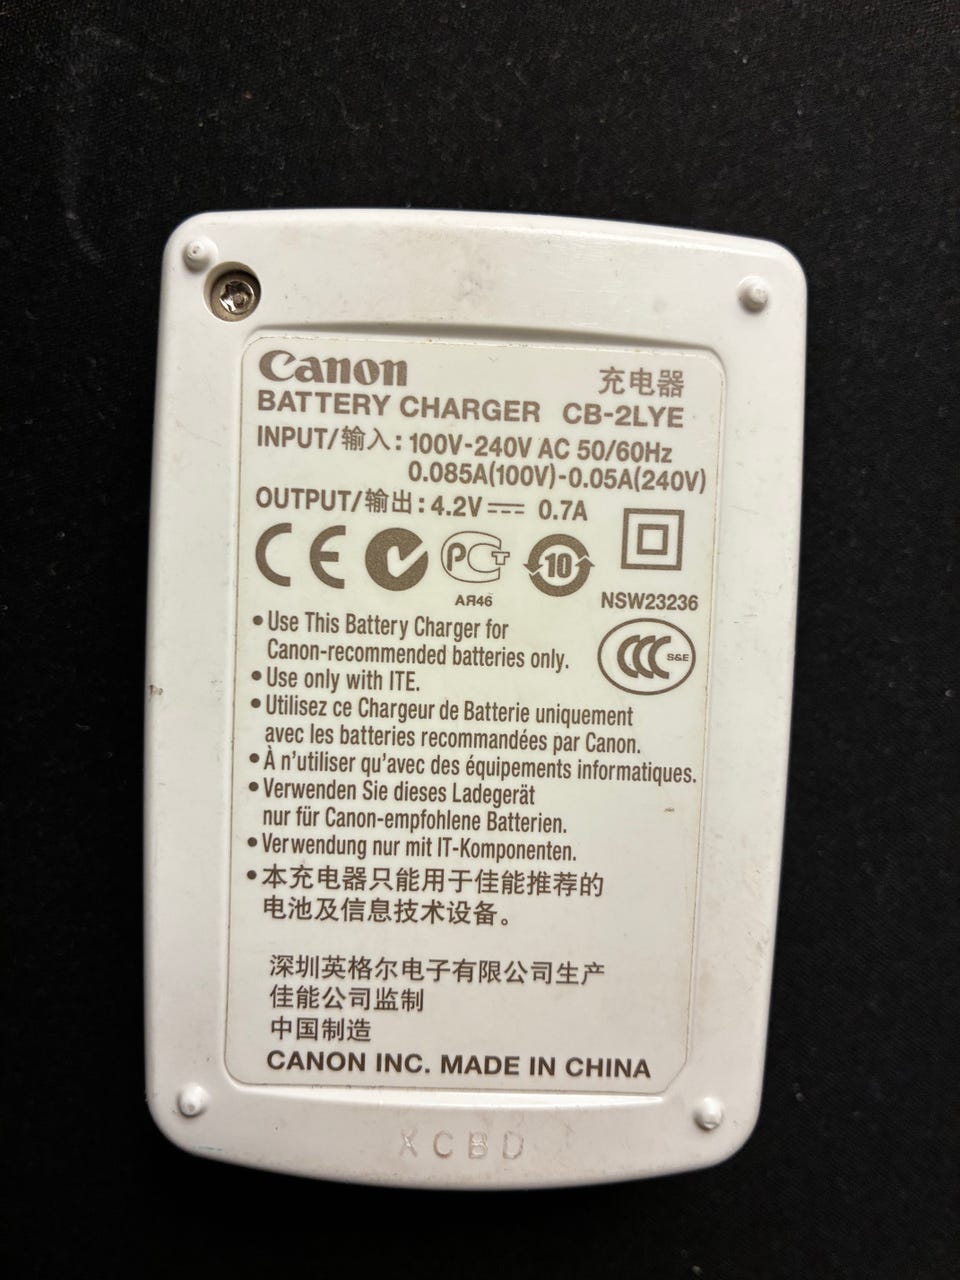 Canon 充电器
BATTERY CHARGER CB-2LYE
INPUT/输入: 100V-240V AC 50/60Hz
0.085A(100V)-0.05A(240V)
OUTPUT/输出: 4.2V⎓ 0.7A
CE PCT 10
АЯ46 NSW23236
CCC S&E
•Use This Battery Charger for
Canon-recommended batteries only.
•Use only with ITE.
•Utilisez ce Chargeur de Batterie uniquement
avec les batteries recommandées par Canon.
•À n'utiliser qu'avec des équipements informatiques.
•Verwenden Sie dieses Ladegerät
nur für Canon-empfohlene Batterien.
•Verwendung nur mit IT-Komponenten.
•本充电器只能用于佳能推荐的
电池及信息技术设备。
深圳英格尔电子有限公司生产
佳能公司监制
中国制造
CANON INC. MADE IN CHINA
XCBD